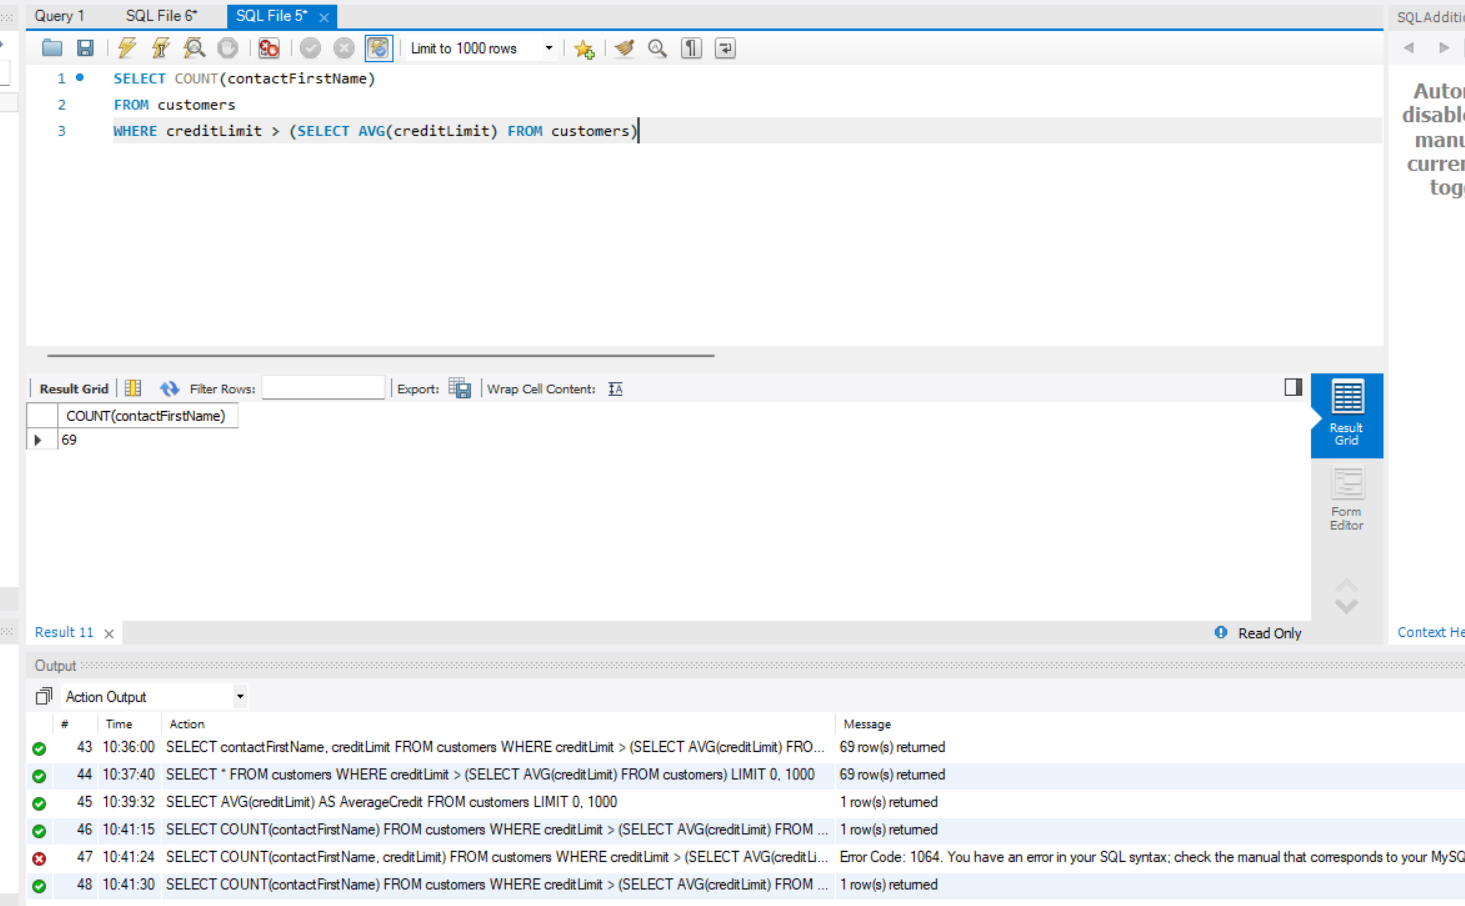 Query 1 SQL File 6* SQL File 5* SQLAdditi
Limit to 1000 rows
1 SELECT COUNT(contactFirstName)
2 FROM customers
3 WHERE creditLimit > (SELECT AVG(creditLimit) FROM customers)
Autor
disable
manu
curren
togg
Result Grid Filter Rows: Export: Wrap Cell Content:
COUNT(contactFirstName)
69
Result
Grid
Form
Editor
Result 11 Read Only Context He
Output
Action Output
# Time Action Message
43 10:36:00 SELECT contactFirstName, creditLimit FROM customers WHERE creditLimit > (SELECT AVG(creditLimit) FRO... 69 row(s) returned
44 10:37:40 SELECT * FROM customers WHERE creditLimit > (SELECT AVG(creditLimit) FROM customers) LIMIT 0, 1000 69 row(s) returned
45 10:39:32 SELECT AVG(creditLimit) AS AverageCredit FROM customers LIMIT 0, 1000 1 row(s) returned
46 10:41:15 SELECT COUNT(contactFirstName) FROM customers WHERE creditLimit > (SELECT AVG(creditLimit) FROM ... 1 row(s) returned
47 10:41:24 SELECT COUNT(contactFirstName, creditLimit) FROM customers WHERE creditLimit > (SELECT AVG(creditLi... Error Code: 1064. You have an error in your SQL syntax; check the manual that corresponds to your MySQ
48 10:41:30 SELECT COUNT(contactFirstName) FROM customers WHERE creditLimit > (SELECT AVG(creditLimit) FROM ... 1 row(s) returned